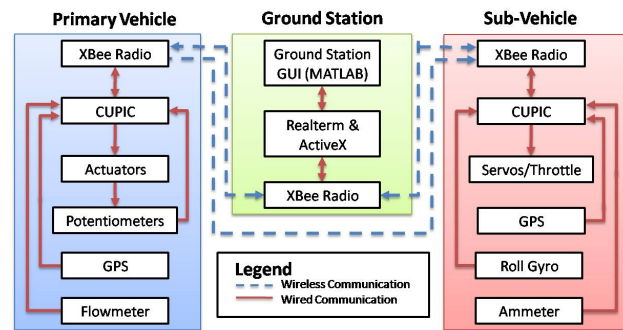 Primary Vehicle
XBee Radio
CUPIC
Actuators
Potentiometers
GPS
Flowmeter
Ground Station
Ground Station
GUI (MATLAB)
Realterm &
ActiveX
XBee Radio
Legend
Wireless Communication
Wired Communication
Sub-Vehicle
XBee Radio
CUPIC
Servos/Throttle
GPS
Roll Gyro
Ammeter